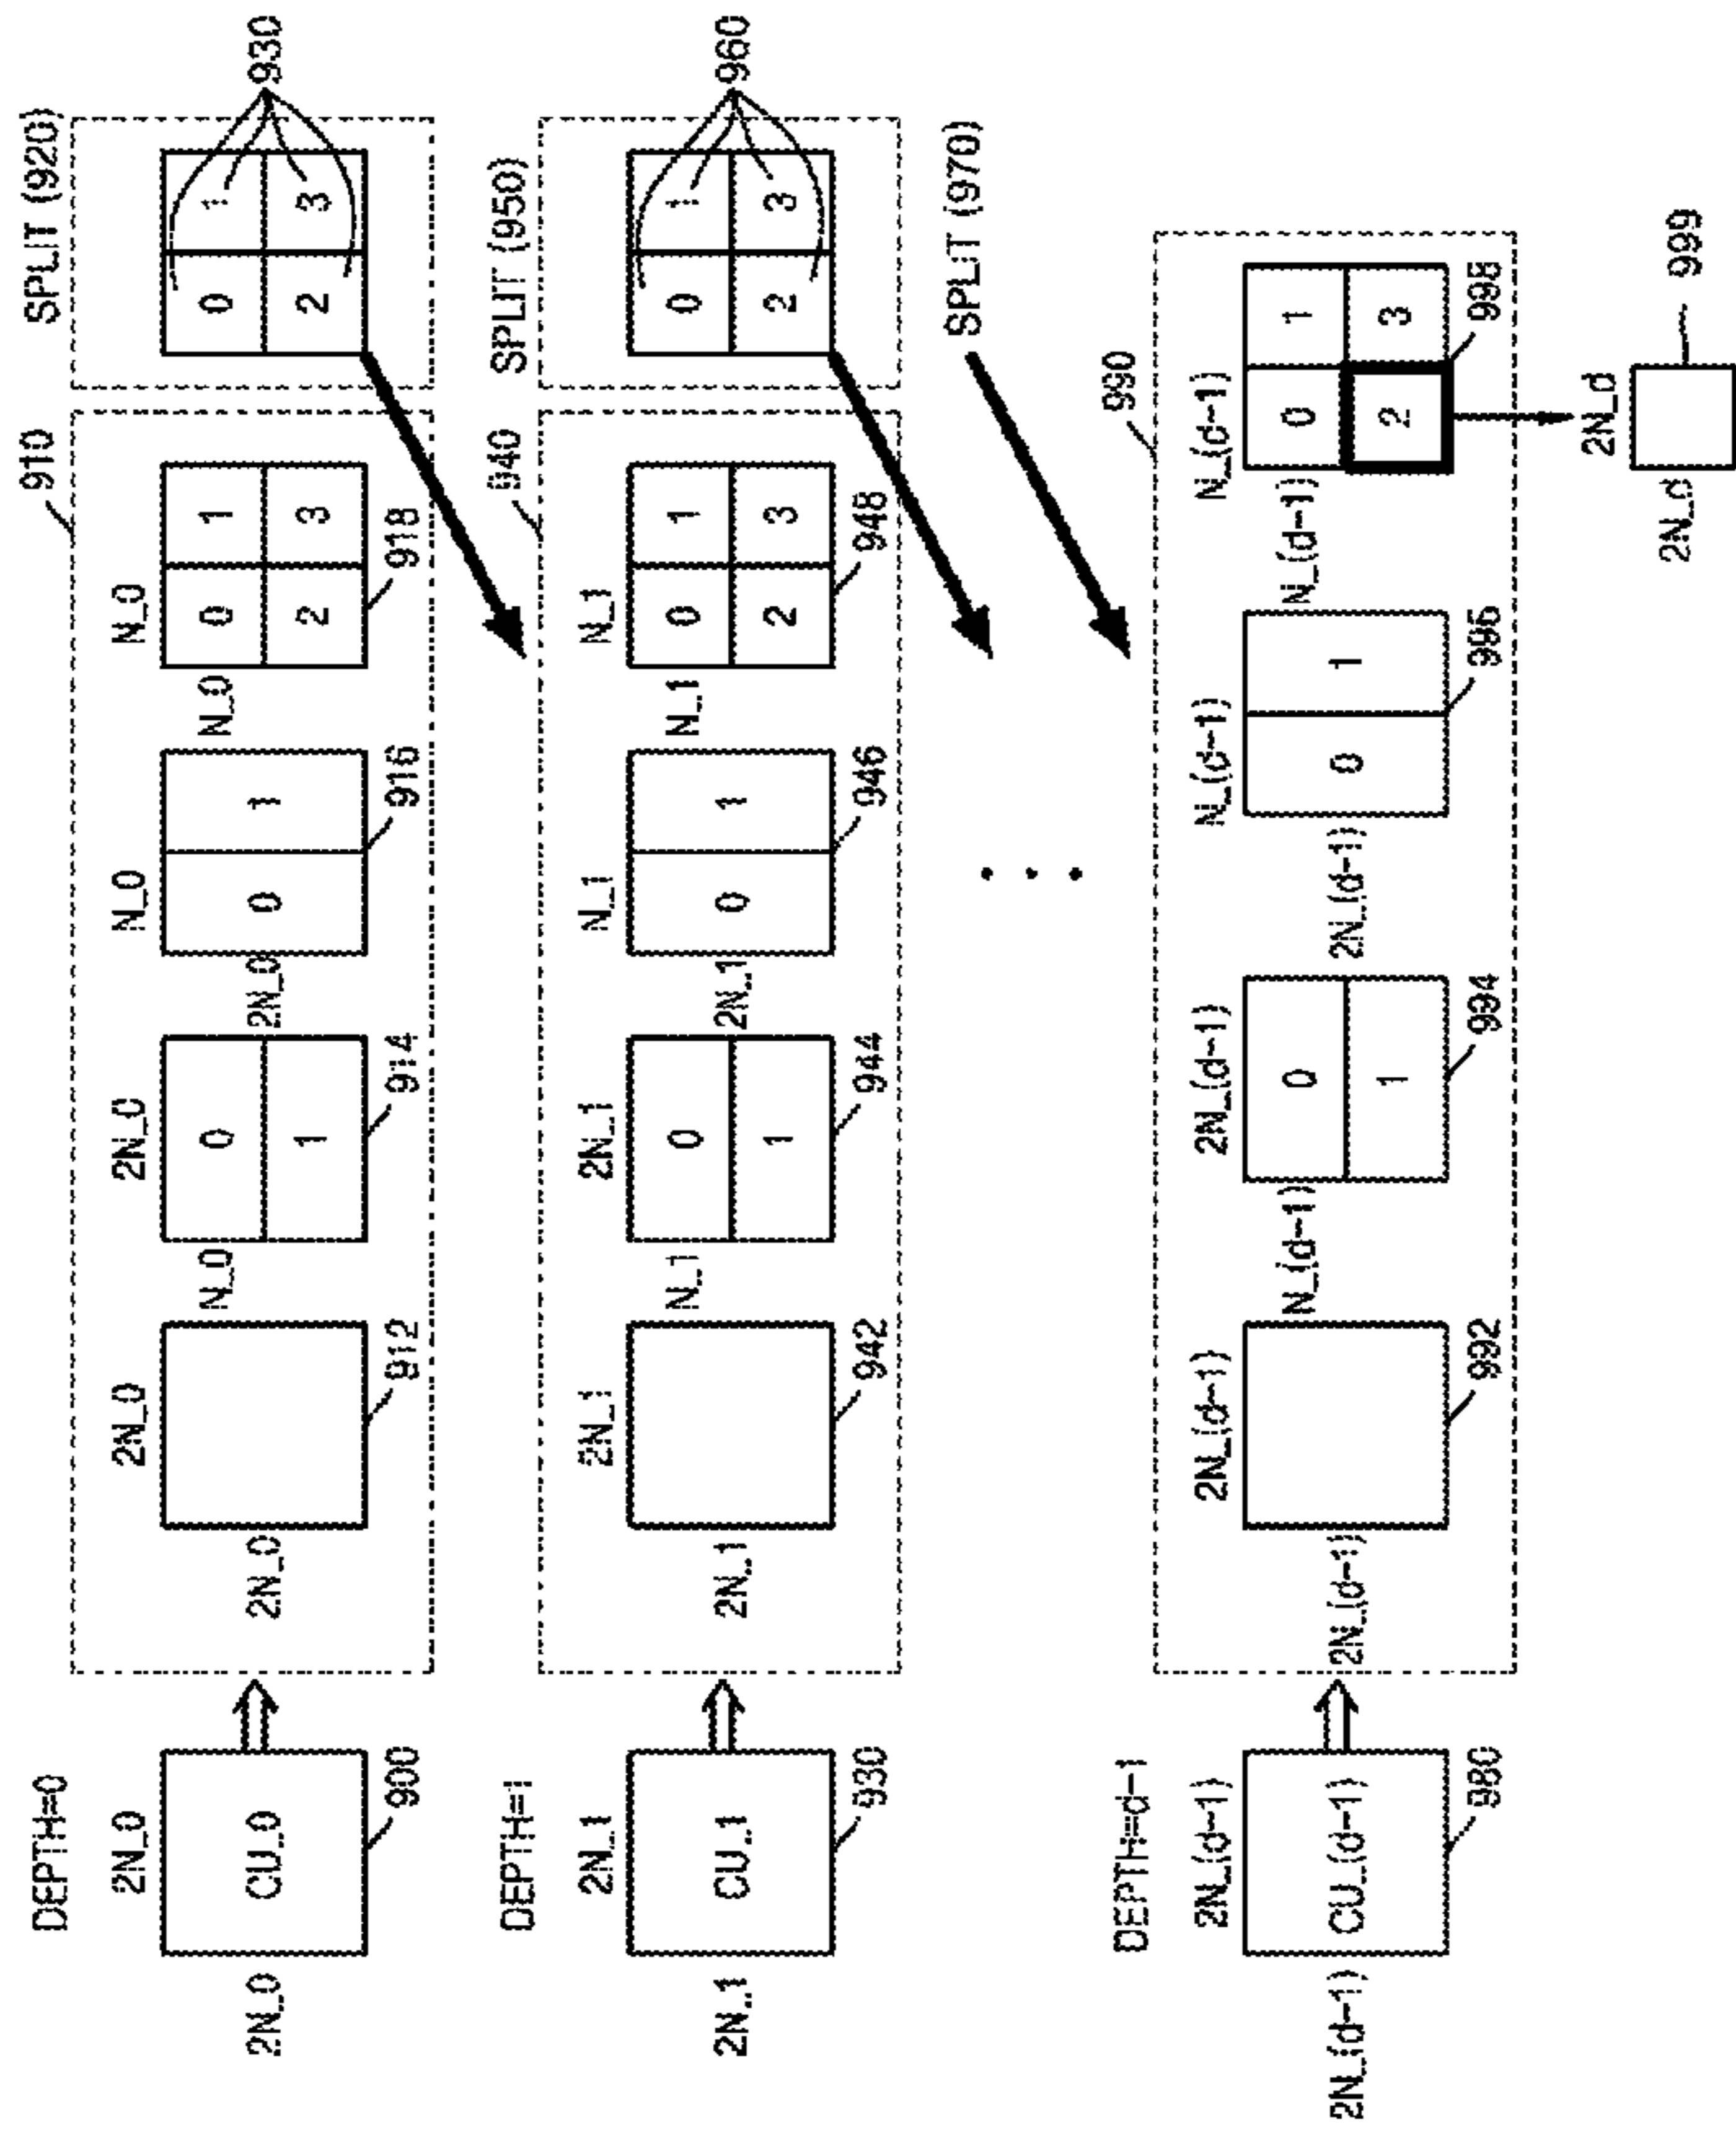 DEPTH=0
2N_0
2N_0
CU_0
900
910
2N_0
2N_0
912
2N_0
N_0
0
1
914
N_0
2N_0
0
1
916
N_0
N_0
0
1
2
3
918
SPLIT (920)
0
1
2
3
930
DEPTH=1
2N_1
2N_1
CU_1
930
940
2N_1
2N_1
942
2N_1
N_1
0
1
944
N_1
2N_1
0
1
946
N_1
N_1
0
1
2
3
948
SPLIT (950)
0
1
2
3
960
SPLIT (970)
DEPTH=d-1
2N_(d-1)
2N_(d-1)
CU_(d-1)
980
990
2N_(d-1)
2N_(d-1)
992
2N_(d-1)
N_(d-1)
0
1
994
N_(d-1)
2N_(d-1)
0
1
996
N_(d-1)
N_(d-1)
0
1
2
3
998
2N_d
2N_d
999